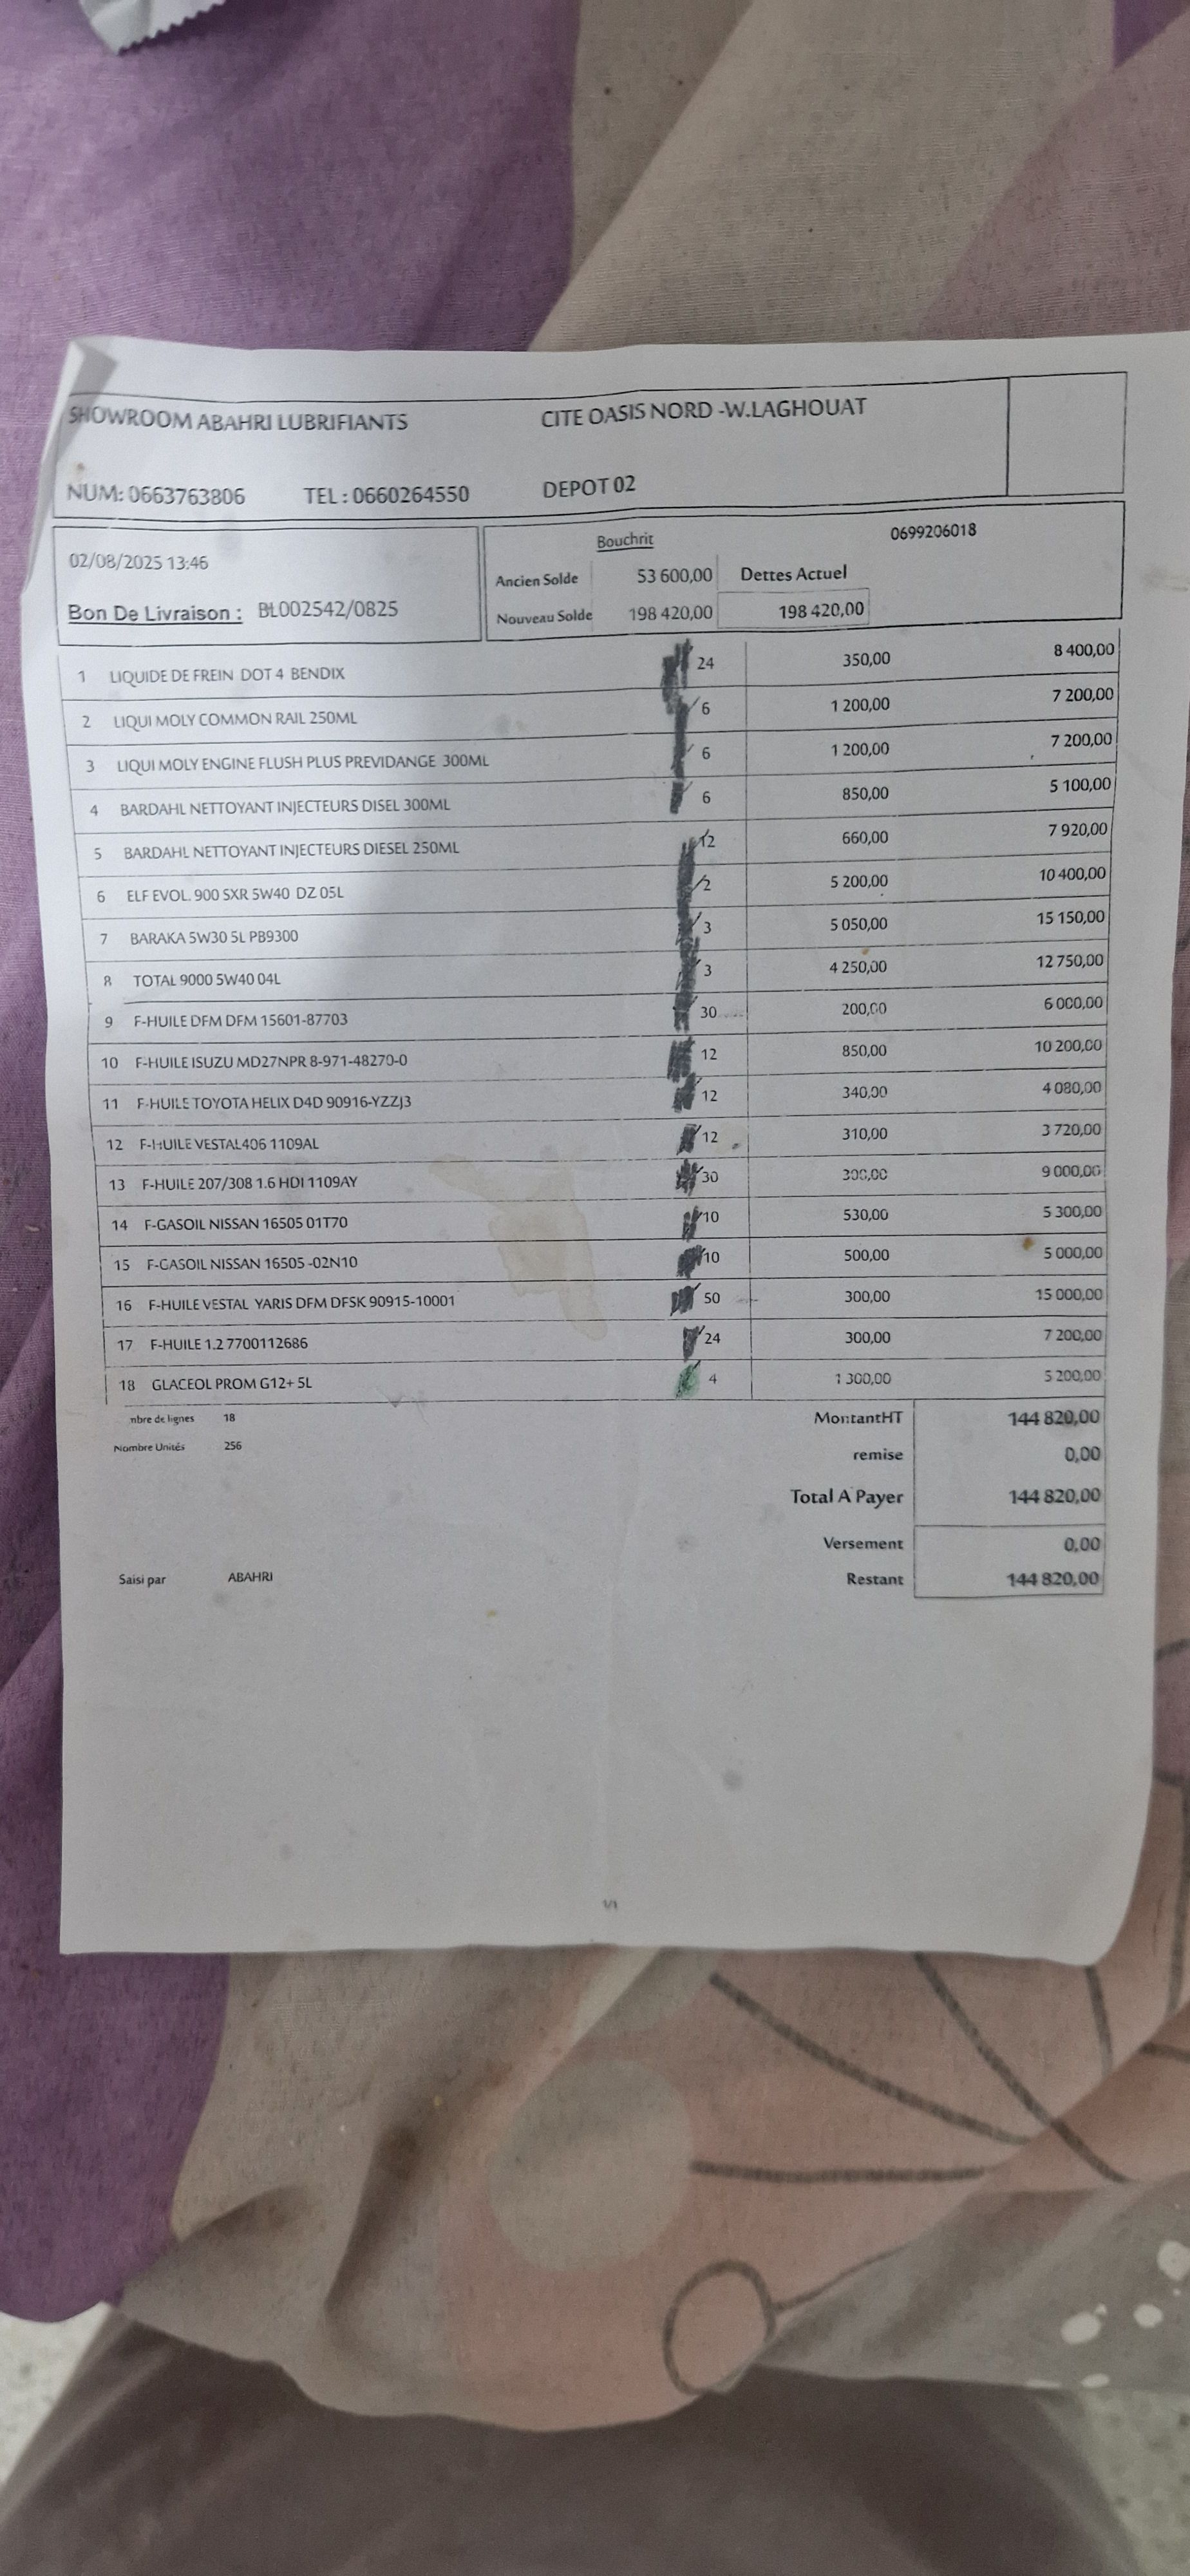 SHOWROOM ABAHRI LUBRIFIANTS CITE OASIS NORD -W.LAGHOUAT
NUM: 0663763806 TEL : 0660264550 DEPOT 02
02/08/2025 13:46
Bon De Livraison : BL002542/0825
Bouchrit 0699206018
Ancien Solde 53 600,00 Dettes Actuel
Nouveau Solde 198 420,00 198 420,00
1 LIQUIDE DE FREIN DOT 4 BENDIX 24 350,00 8 400,00
2 LIQUI MOLY COMMON RAIL 250ML 6 1 200,00 7 200,00
3 LIQUI MOLY ENGINE FLUSH PLUS PREVIDANGE 300ML 6 1 200,00 7 200,00
4 BARDAHL NETTOYANT INJECTEURS DISEL 300ML 6 850,00 5 100,00
5 BARDAHL NETTOYANT INJECTEURS DIESEL 250ML 12 660,00 7 920,00
6 ELF EVOL. 900 SXR 5W40 DZ 05L 2 5 200,00 10 400,00
7 BARAKA 5W30 5L PB9300 3 5 050,00 15 150,00
8 TOTAL 9000 5W40 04L 3 4 250,00 12 750,00
9 F-HUILE DFM DFM 15601-87703 30 200,00 6 000,00
10 F-HUILE ISUZU MD27NPR 8-971-48270-0 12 850,00 10 200,00
11 F-HUILE TOYOTA HELIX D4D 90916-YZZJ3 12 340,00 4 080,00
12 F-HUILE VESTAL406 1109AL 12 310,00 3 720,00
13 F-HUILE 207/308 1.6 HDI 1109AY 30 300,00 9 000,00
14 F-GASOIL NISSAN 16505 01T70 10 530,00 5 300,00
15 F-GASOIL NISSAN 16505 -02N10 10 500,00 5 000,00
16 F-HUILE VESTAL YARIS DFM DFSK 90915-10001 50 300,00 15 000,00
17 F-HUILE 1.2 7700112686 24 300,00 7 200,00
18 GLACEOL PROM G12+ 5L 4 1 300,00 5 200,00
nbre de lignes 18 MontantHT 144 820,00
Nombre Unités 256 remise 0,00
Total A Payer 144 820,00
Versement 0,00
Saisi par ABAHRI Restant 144 820,00
1/1